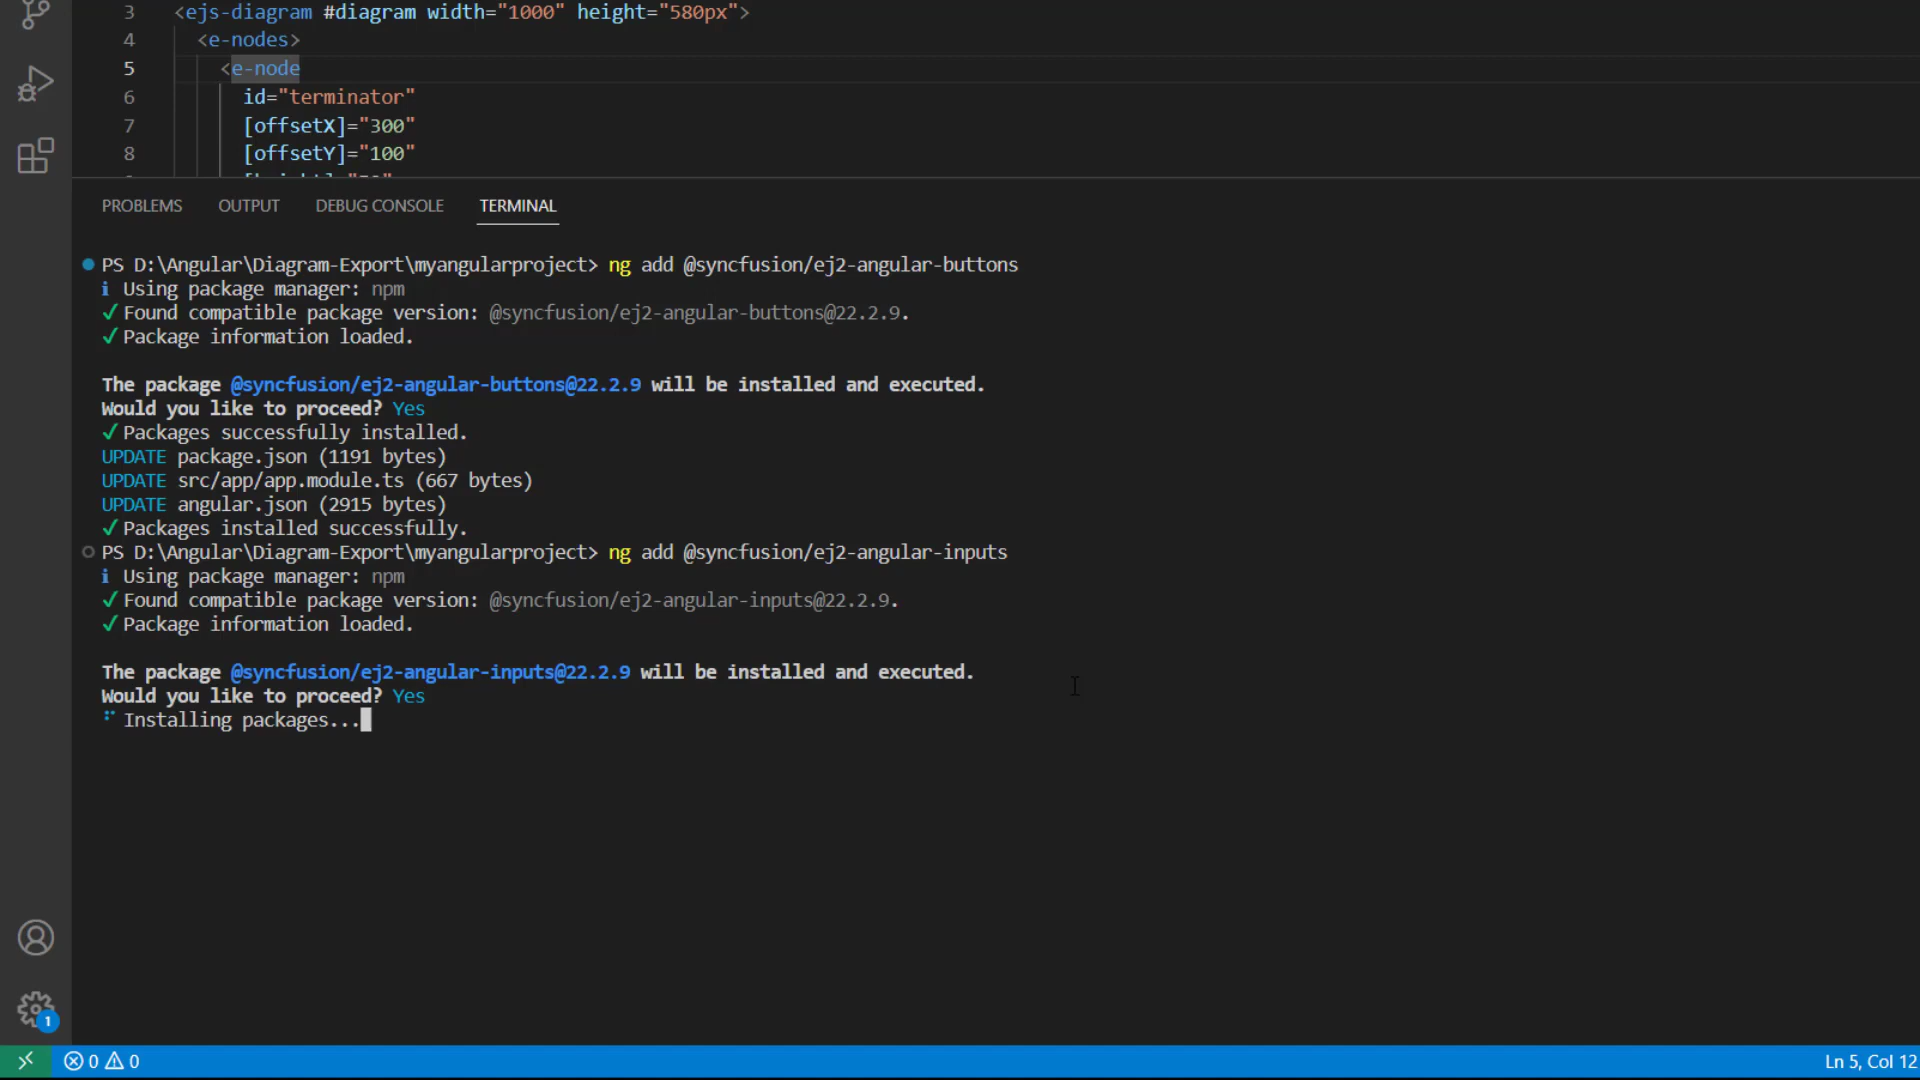 3 <ejs-diagram #diagram width="1000" height="580px">
4 <e-nodes>
5 <e-node
6 id="terminator"
7 [offsetX]="300"
8 [offsetY]="100"
PROBLEMS OUTPUT DEBUG CONSOLE TERMINAL
PS D:\Angular\Diagram-Export\myangularproject> ng add @syncfusion/ej2-angular-buttons
i Using package manager: npm
✓ Found compatible package version: @syncfusion/ej2-angular-buttons@22.2.9.
✓ Package information loaded.
The package @syncfusion/ej2-angular-buttons@22.2.9 will be installed and executed.
Would you like to proceed? Yes
✓ Packages successfully installed.
UPDATE package.json (1191 bytes)
UPDATE src/app/app.module.ts (667 bytes)
UPDATE angular.json (2915 bytes)
✓ Packages installed successfully.
PS D:\Angular\Diagram-Export\myangularproject> ng add @syncfusion/ej2-angular-inputs
i Using package manager: npm
✓ Found compatible package version: @syncfusion/ej2-angular-inputs@22.2.9.
✓ Package information loaded.
The package @syncfusion/ej2-angular-inputs@22.2.9 will be installed and executed.
Would you like to proceed? Yes
Installing packages...
1
0 0 Ln 5, Col 12